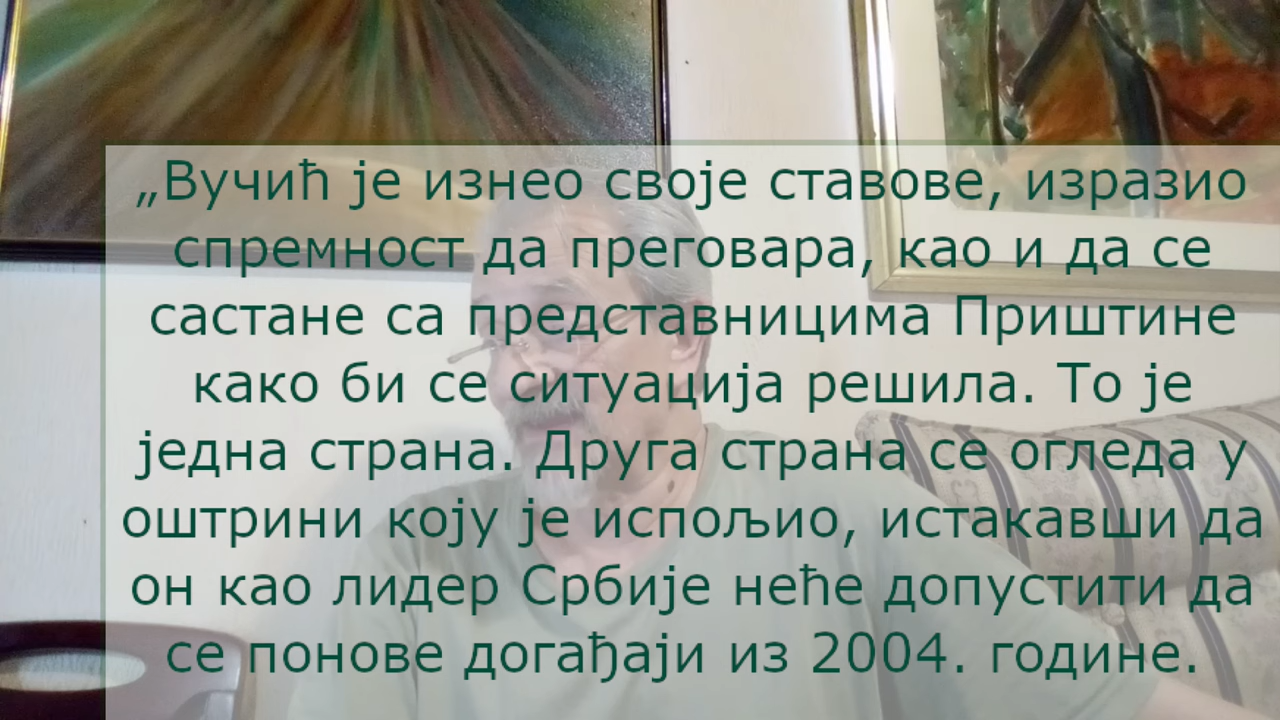 „Вучић је изнео своје ставове, изразио
спремност да преговара, као и да се
састане са представницима Приштине
како би се ситуација решила. То је
једна страна. Друга страна се огледа у
оштрини коју је испољио, истакавши да
он као лидер Србије неће допустити да
се понове догађаји из 2004. године.